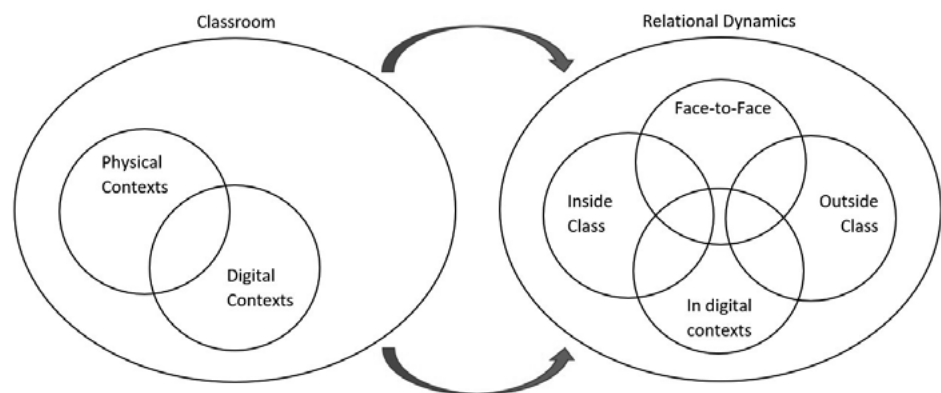 Classroom
Relational Dynamics
Physical
Contexts
Digital
Contexts
Face-to-Face
Inside
Class
Outside
Class
In digital
contexts